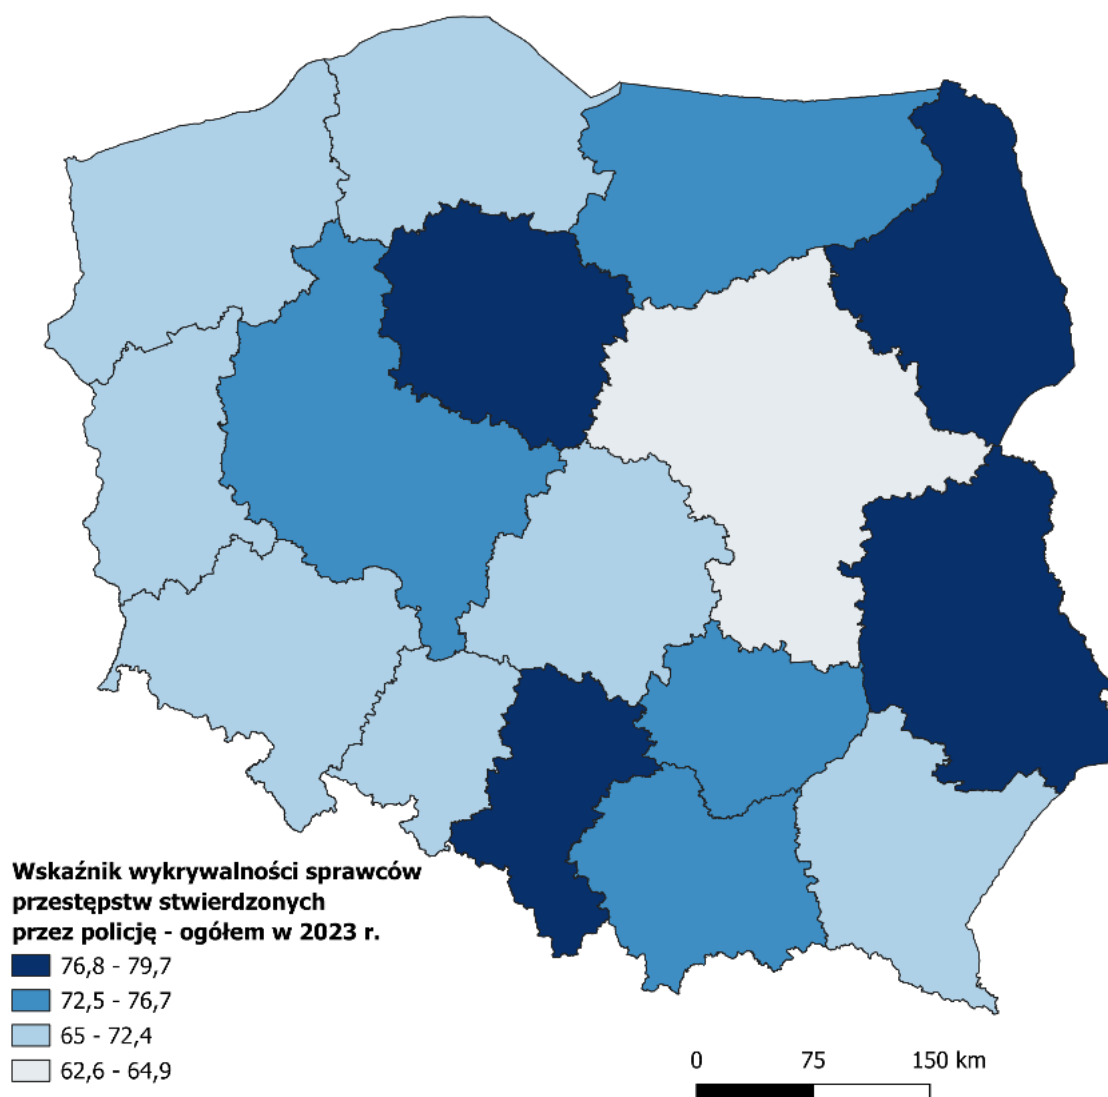 Wskaźnik wykrywalności sprawców
przestępstw stwierdzonych
przez policję - ogółem w 2023 r.
76,8 - 79,7
72,5 - 76,7
65 - 72,4
62,6 - 64,9
0 75 150 km